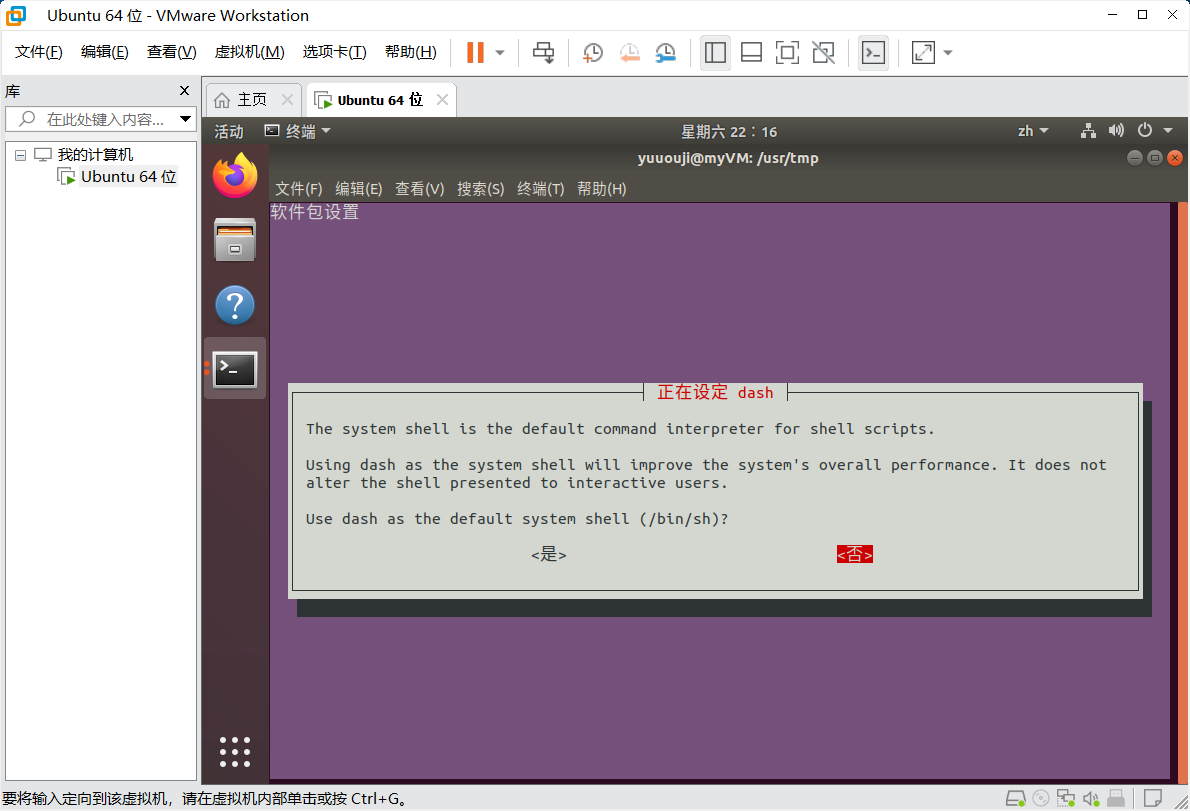 Ubuntu 64 位 - VMware Workstation
文件(F) 编辑(E) 查看(V) 虚拟机(M) 选项卡(T) 帮助(H)
库
在此处键入内容...
我的计算机
Ubuntu 64 位
主页 Ubuntu 64 位
活动 终端 星期六 22：16 zh
yuuouji@myVM: /usr/tmp
文件(F) 编辑(E) 查看(V) 搜索(S) 终端(T) 帮助(H)
软件包设置
正在设定 dash
The system shell is the default command interpreter for shell scripts.
Using dash as the system shell will improve the system's overall performance. It does not
alter the shell presented to interactive users.
Use dash as the default system shell (/bin/sh)?
<是> <否>
要将输入定向到该虚拟机，请在虚拟机内部单击或按 Ctrl+G。